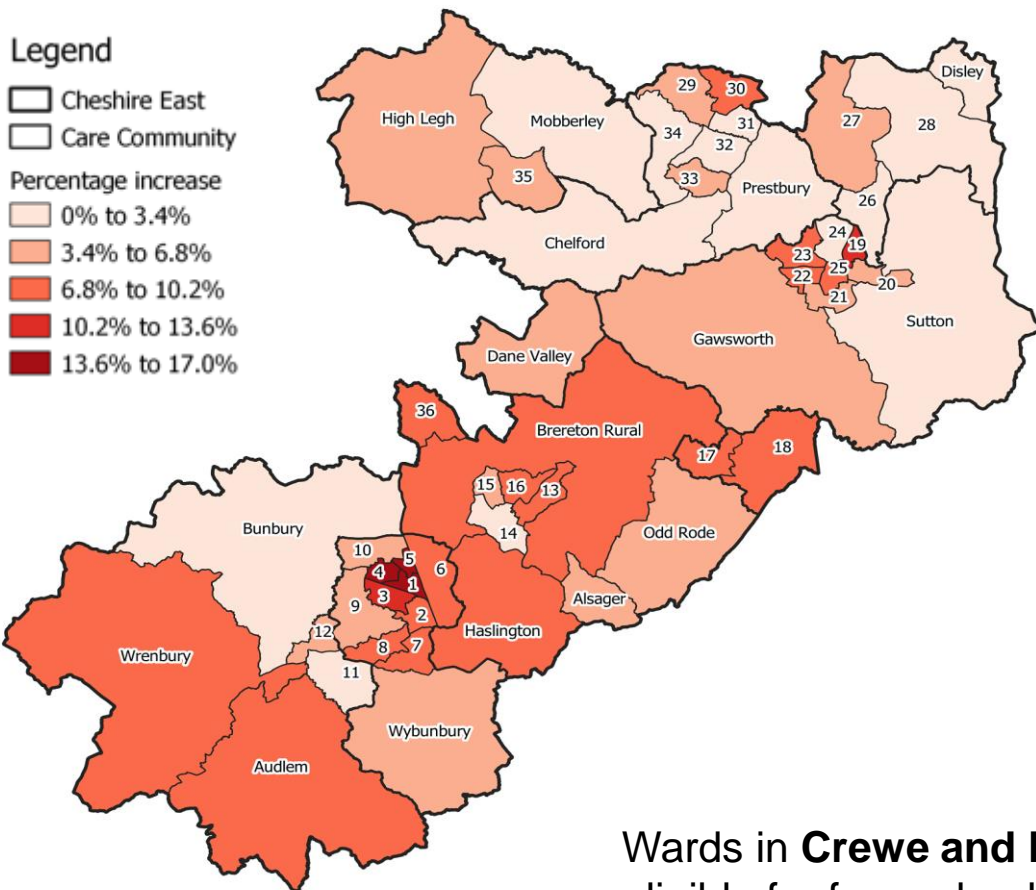 Legend
Cheshire East
Care Community
Percentage increase
0% to 3.4%
3.4% to 6.8%
6.8% to 10.2%
10.2% to 13.6%
13.6% to 17.0%
Disley
29
30
High Legh
Mobberley
34
31
27
28
32
35
33
Prestbury
26
Chelford
24
19
23
25
22
20
21
Sutton
Gawsworth
Dane Valley
36
Brereton Rural
17
18
15
16
13
Bunbury
14
Odd Rode
10
5
4
6
1
3
9
2
Alsager
12
Haslington
8
7
Wrenbury
11
Wybunbury
Audlem
Wards in Crewe and